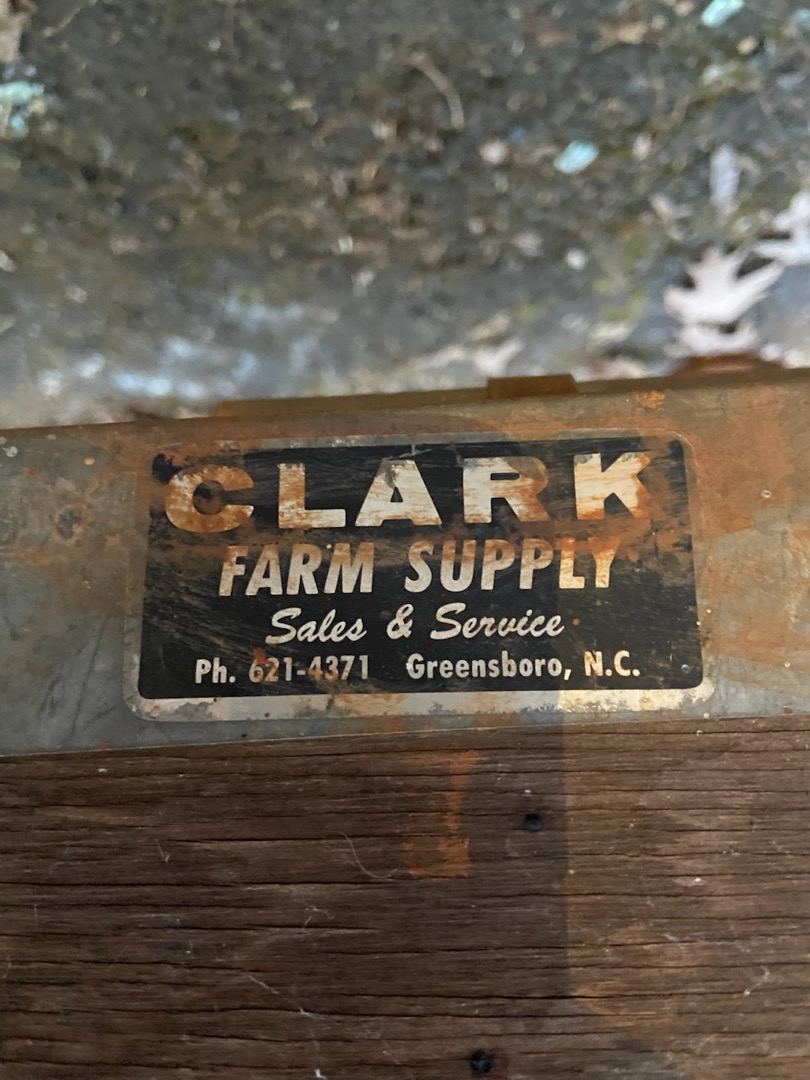 CLARK
FARM SUPPLY
Sales & Service
Ph. 621-4371 Greensboro, N.C.